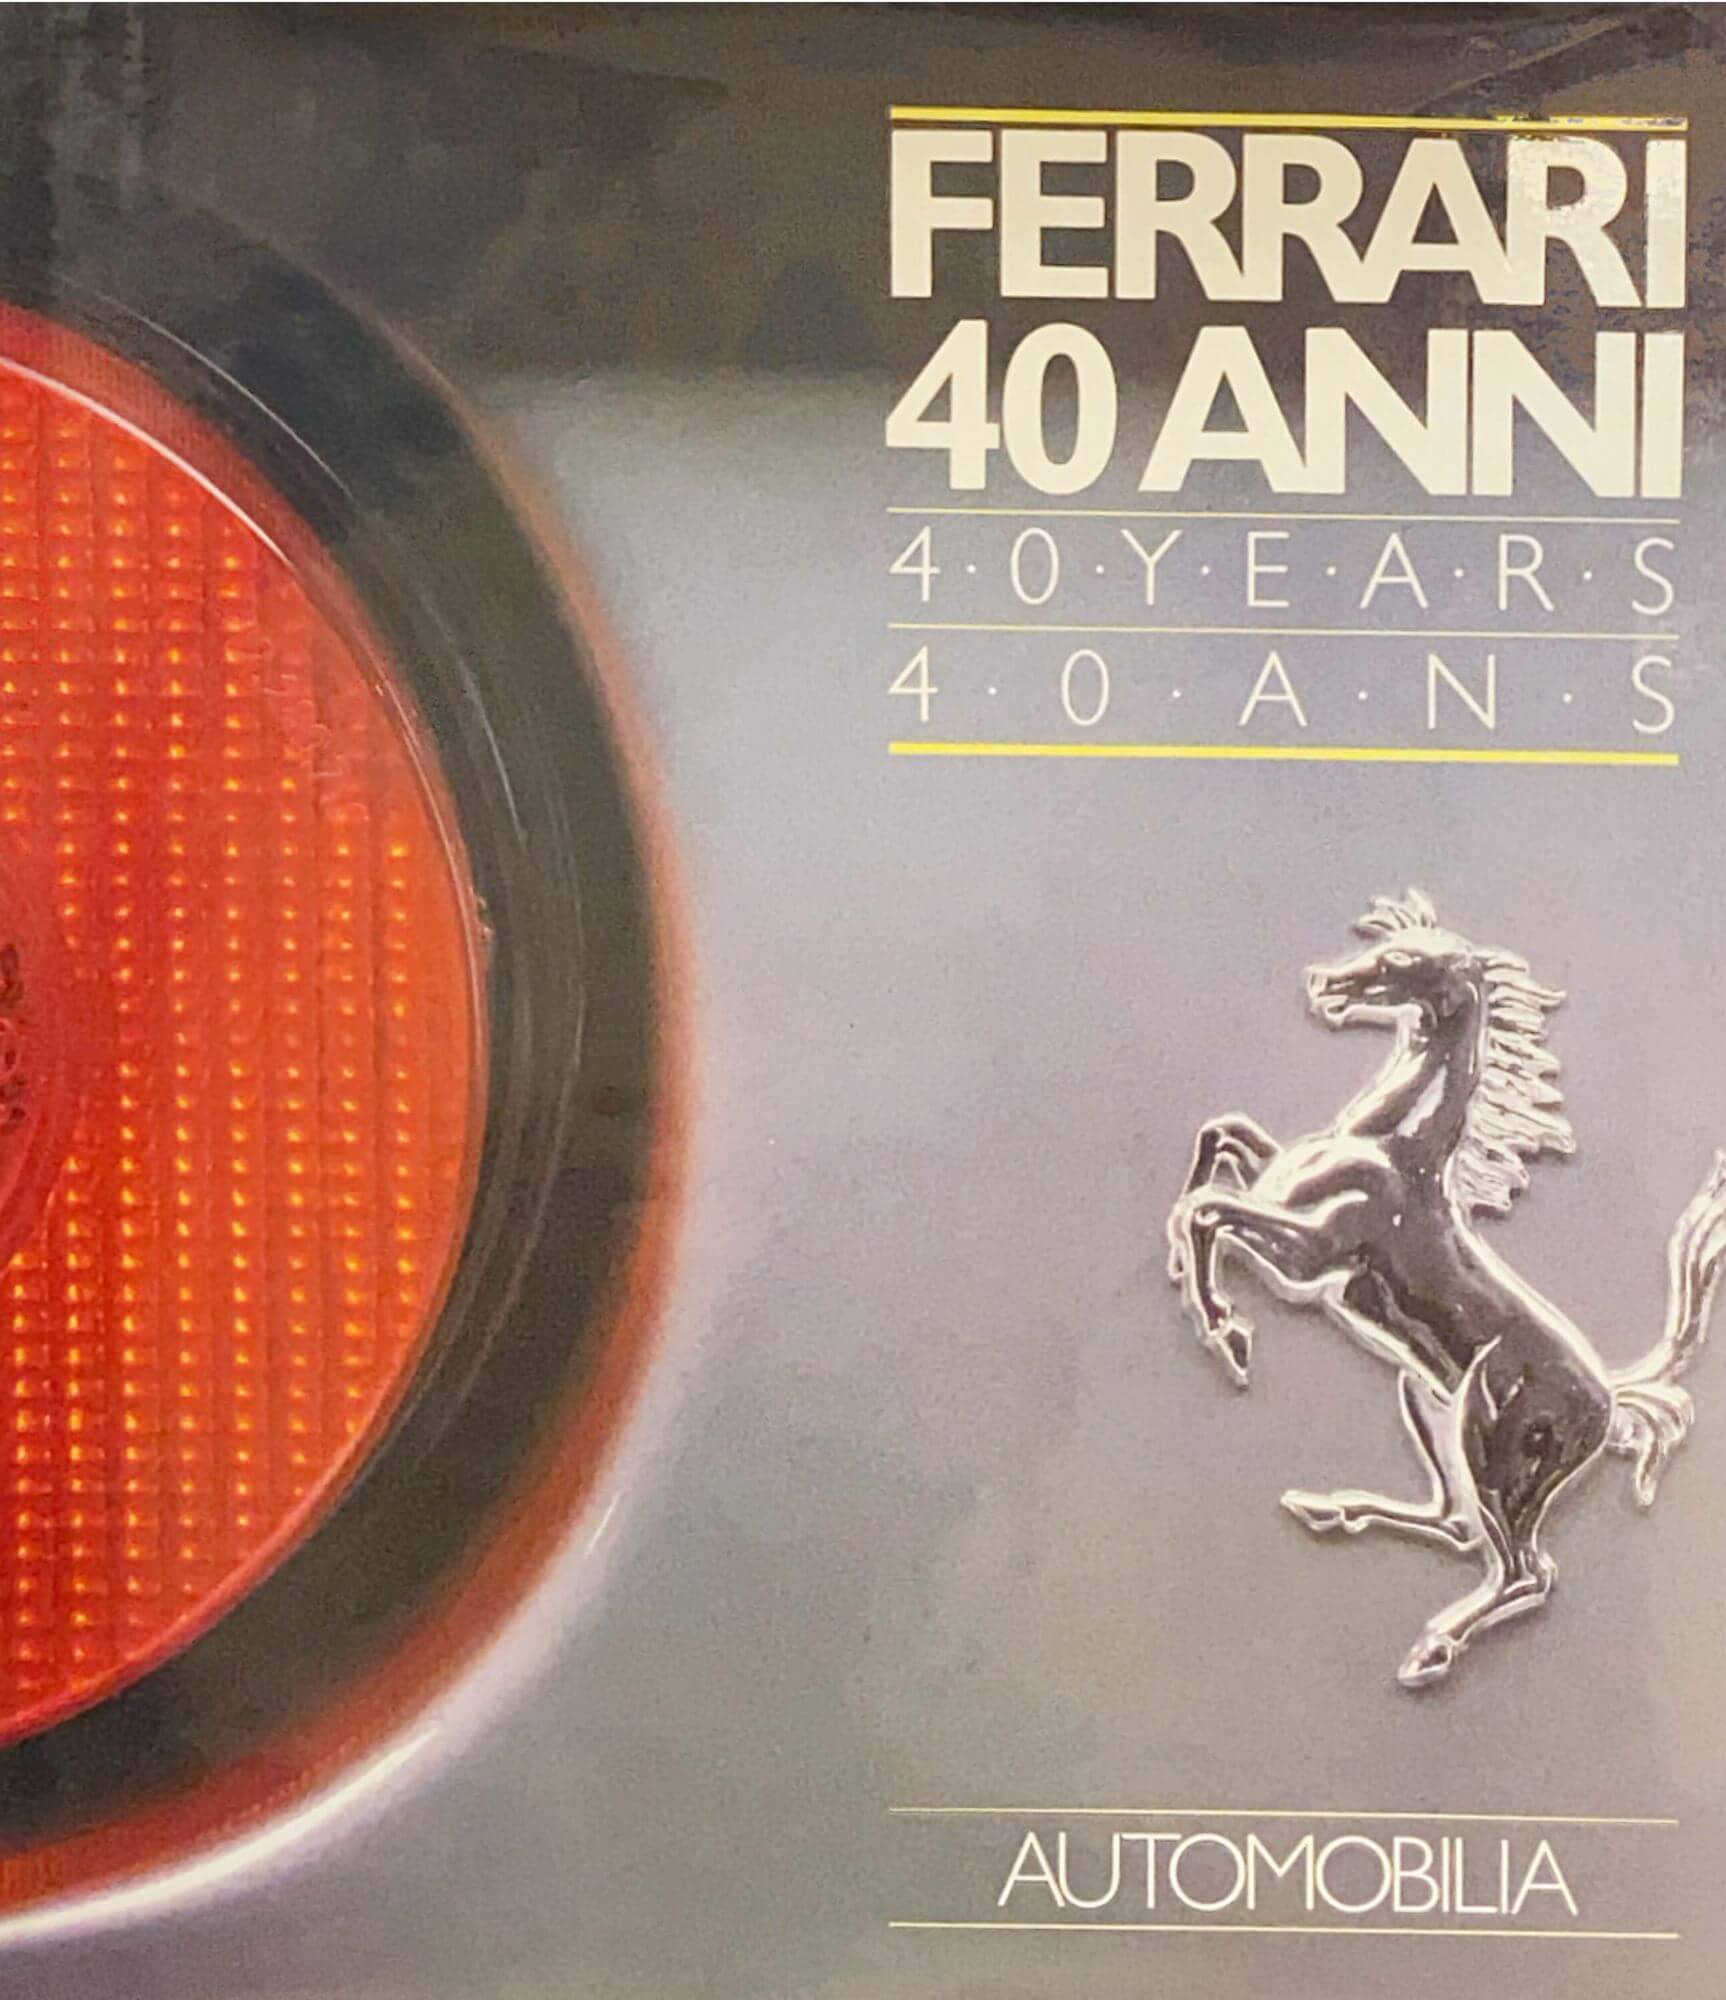 FERRARI
40 ANNI
4·0·Y·E·A·R·S
4·0·A·N·S
AUTOMOBILIA